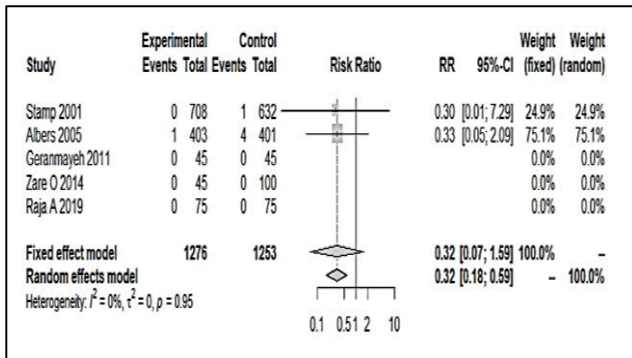 Experimental Control Weight Weight
Study Events Total Events Total Risk Ratio RR 95%-CI (fixed) (random)
Stamp 2001 0 708 1 632 0.30 [0.01; 7.29] 24.9% 24.9%
Albers 2005 1 403 4 401 0.33 [0.05; 2.09] 75.1% 75.1%
Geranmayeh 2011 0 45 0 45 0.0% 0.0%
Zare O 2014 0 45 0 100 0.0% 0.0%
Raja A 2019 0 75 0 75 0.0% 0.0%
Fixed effect model 1276 1253 0.32 [0.07; 1.59] 100.0% --
Random effects model 0.32 [0.18; 0.59] -- 100.0%
Heterogeneity: I² = 0%, τ² = 0, p = 0.95
0.1 0.5 1 2 10